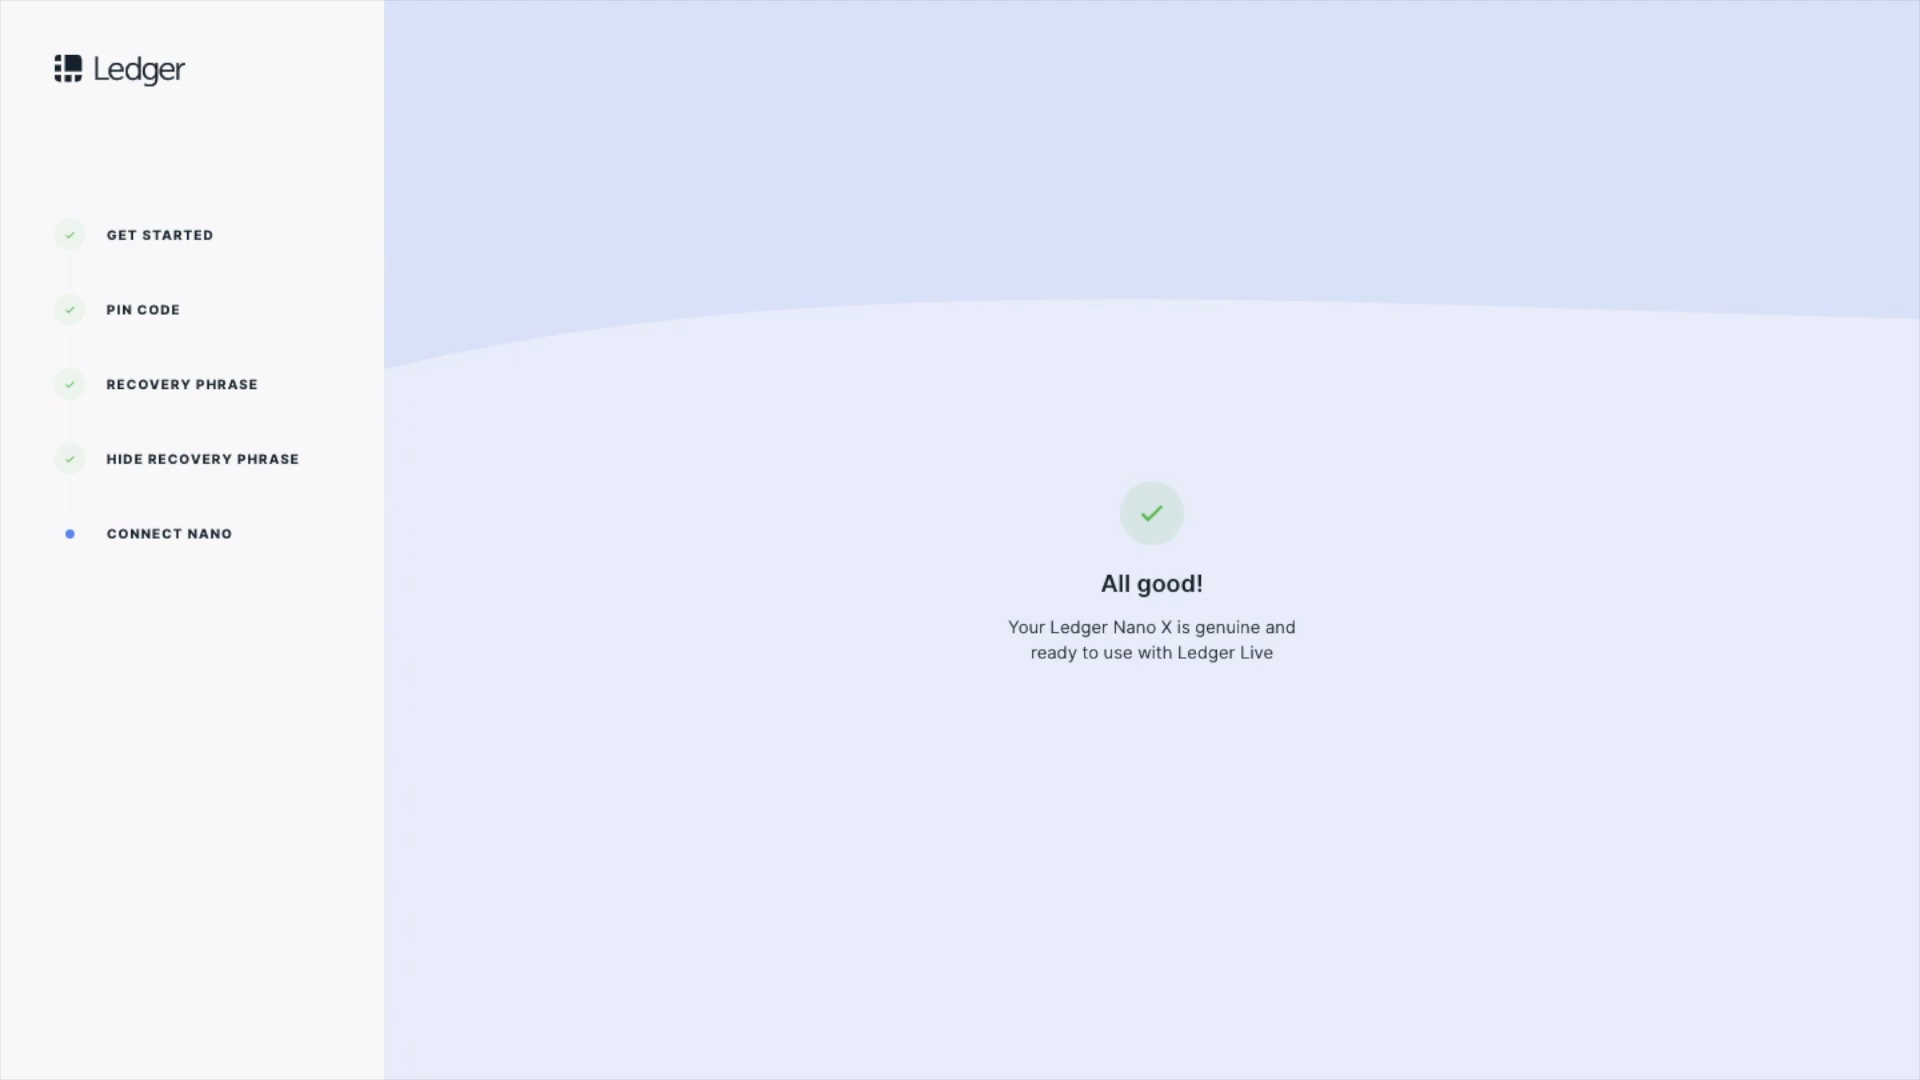 Ledger
GET STARTED
PIN CODE
RECOVERY PHRASE
HIDE RECOVERY PHRASE
CONNECT NANO
All good!
Your Ledger Nano X is genuine and
ready to use with Ledger Live